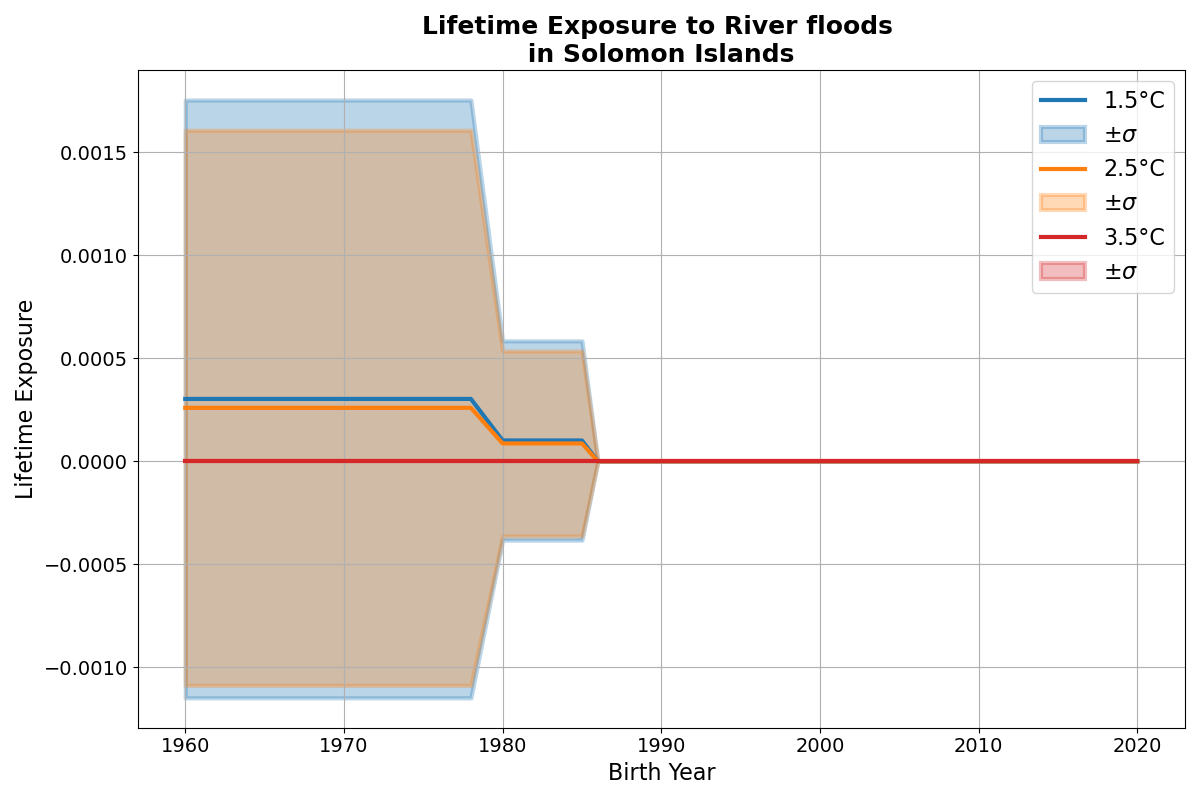 Lifetime Exposure to River floods
in Solomon Islands
1.5°C
±σ
2.5°C
±σ
3.5°C
±σ
Lifetime Exposure
0.0015
0.0010
0.0005
0.0000
−0.0005
−0.0010
1960 1970 1980 1990 2000 2010 2020
Birth Year